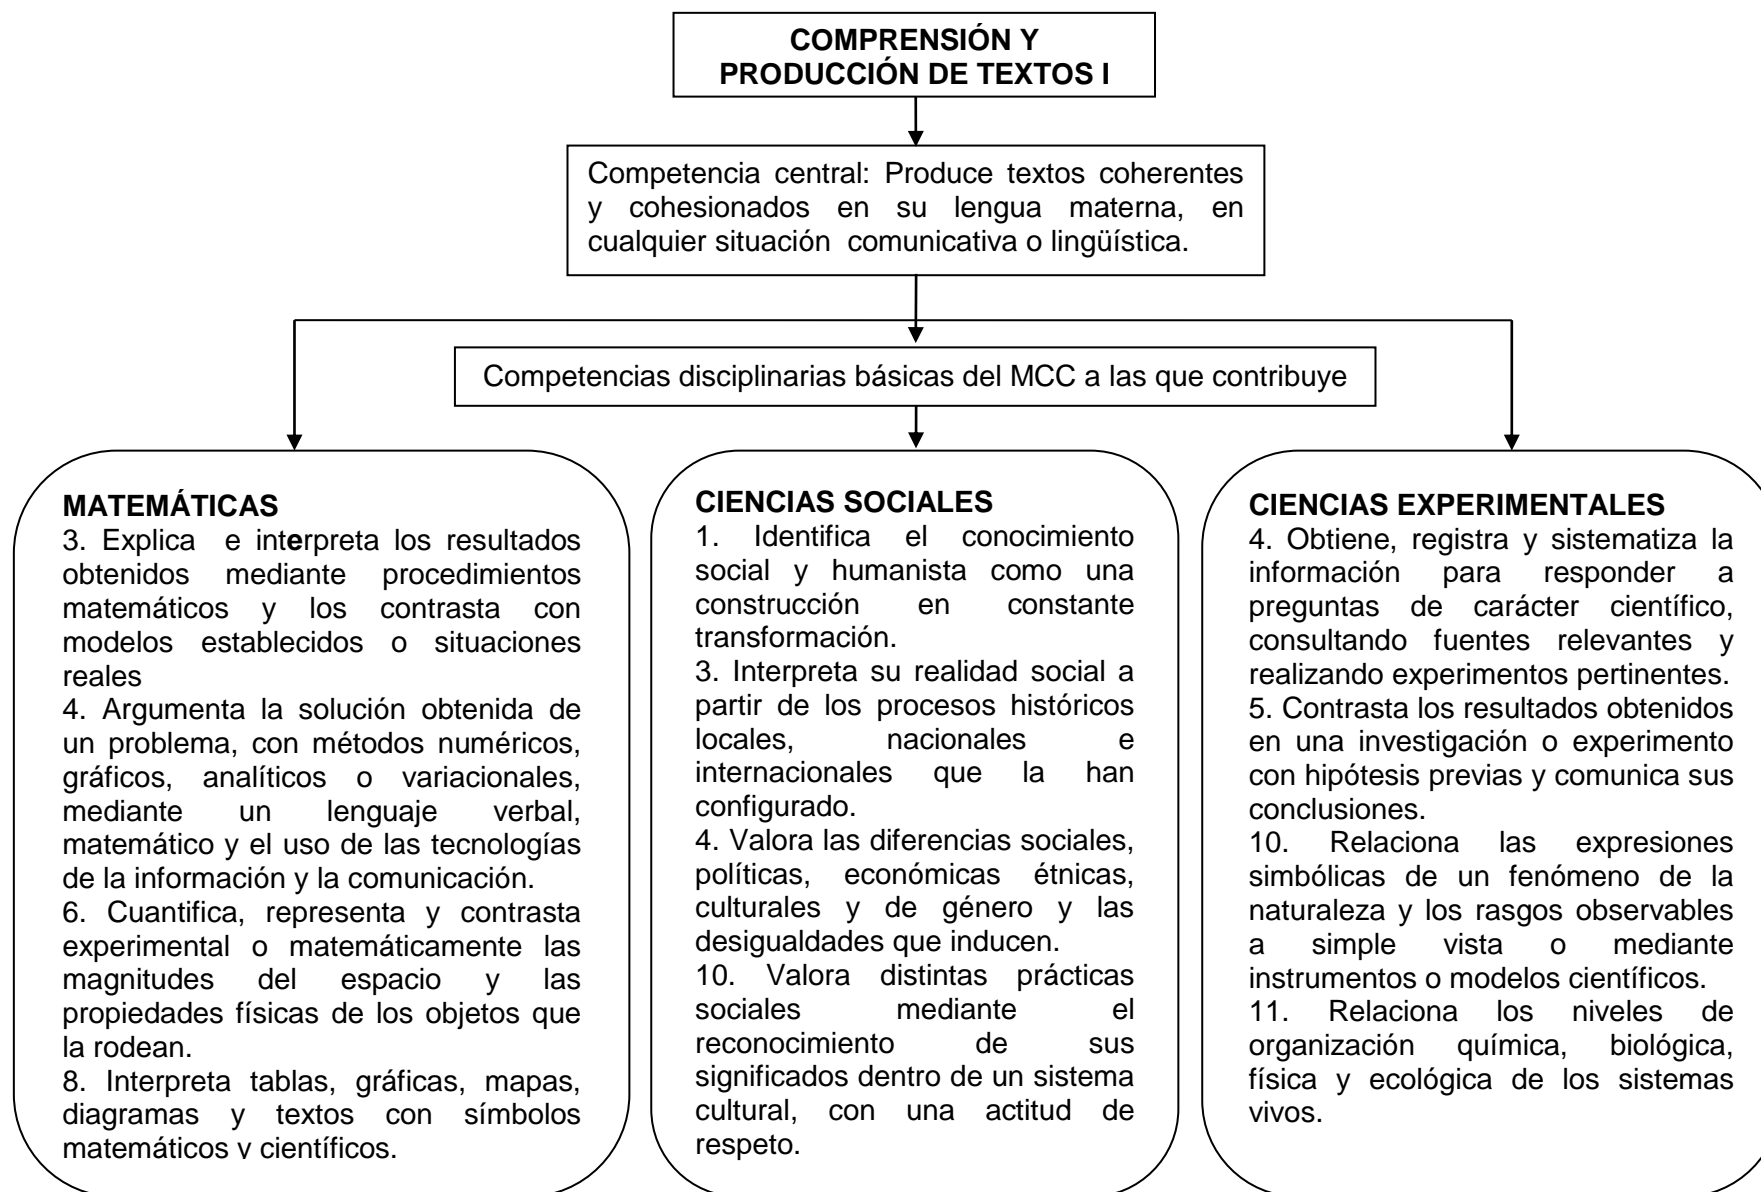 COMPRENSIÓN Y
PRODUCCIÓN DE TEXTOS I
Competencia central: Produce textos coherentes
y cohesionados en su lengua materna, en
cualquier situación comunicativa o lingüística.
Competencias disciplinarias básicas del MCC a las que contribuye
MATEMÁTICAS
3. Explica e interpreta los resultados
obtenidos mediante procedimientos
matemáticos y los contrasta con
modelos establecidos o situaciones
reales
4. Argumenta la solución obtenida de
un problema, con métodos numéricos,
gráficos, analíticos o variacionales,
mediante un lenguaje verbal,
matemático y el uso de las tecnologías
de la información y la comunicación.
6. Cuantifica, representa y contrasta
experimental o matemáticamente las
magnitudes del espacio y las
propiedades físicas de los objetos que
la rodean.
8. Interpreta tablas, gráficas, mapas,
diagramas y textos con símbolos
matemáticos y científicos.
CIENCIAS SOCIALES
1. Identifica el conocimiento
social y humanista como una
construcción en constante
transformación.
3. Interpreta su realidad social a
partir de los procesos históricos
locales, nacionales e
internacionales que la han
configurado.
4. Valora las diferencias sociales,
políticas, económicas étnicas,
culturales y de género y las
desigualdades que inducen.
10. Valora distintas prácticas
sociales mediante el
reconocimiento de sus
significados dentro de un sistema
cultural, con una actitud de
respeto.
CIENCIAS EXPERIMENTALES
4. Obtiene, registra y sistematiza la
información para responder a
preguntas de carácter científico,
consultando fuentes relevantes y
realizando experimentos pertinentes.
5. Contrasta los resultados obtenidos
en una investigación o experimento
con hipótesis previas y comunica sus
conclusiones.
10. Relaciona las expresiones
simbólicas de un fenómeno de la
naturaleza y los rasgos observables
a simple vista o mediante
instrumentos o modelos científicos.
11. Relaciona los niveles de
organización química, biológica,
física y ecológica de los sistemas
vivos.